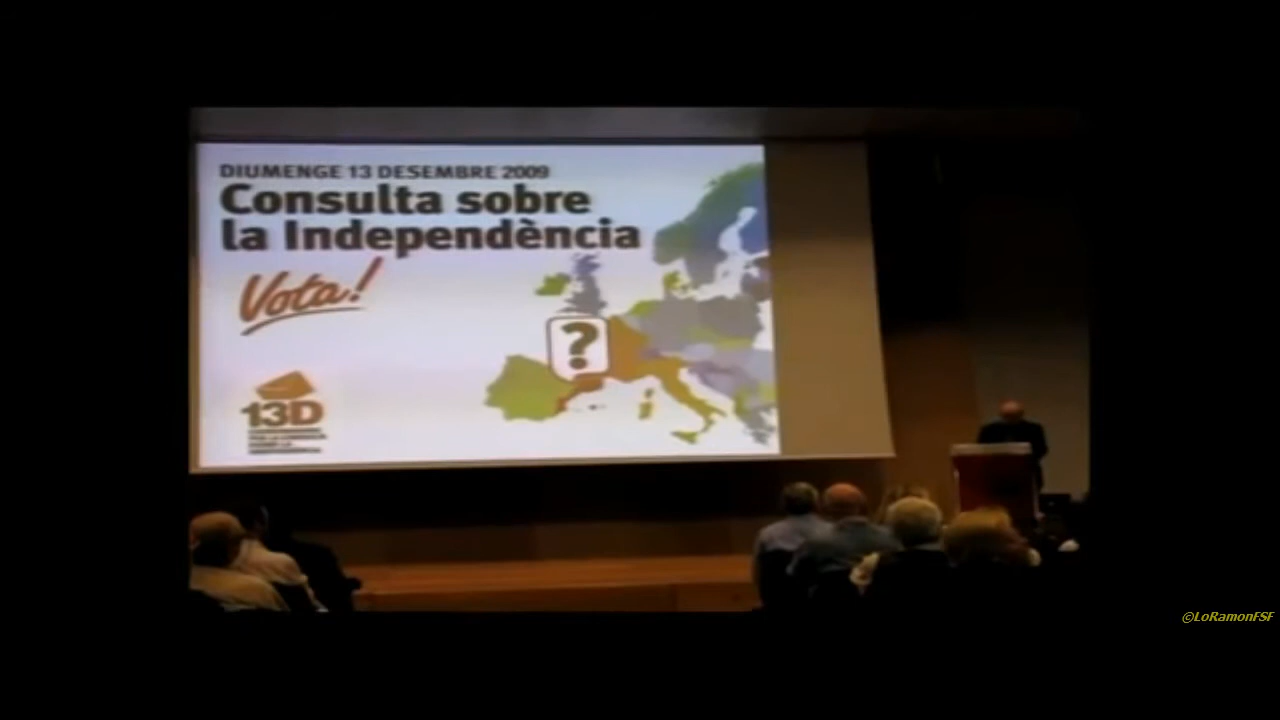 DIUMENGE 13 DESEMBRE 2009
Consulta sobre
la Independència
Vota!
?
13D
©LoRamonFSF